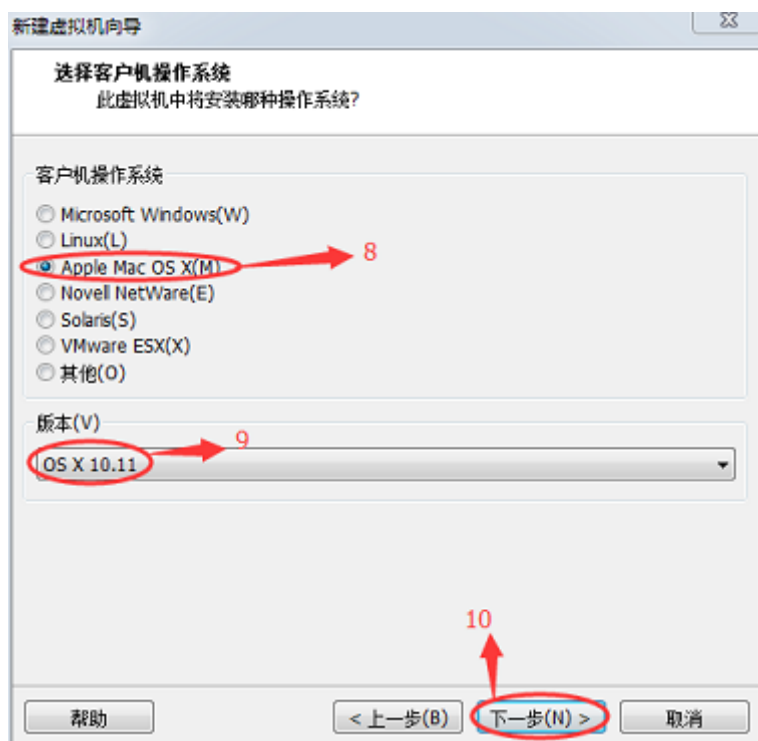 新建虚拟机向导
选择客户机操作系统
此虚拟机中将安装哪种操作系统?
客户机操作系统
Microsoft Windows(W)
Linux(L)
Apple Mac OS X(M)
8
Novell NetWare(E)
Solaris(S)
VMware ESX(X)
其他(O)
版本(V)
9
OS X 10.11
10
帮助
< 上一步(B)
下一步(N) >
取消